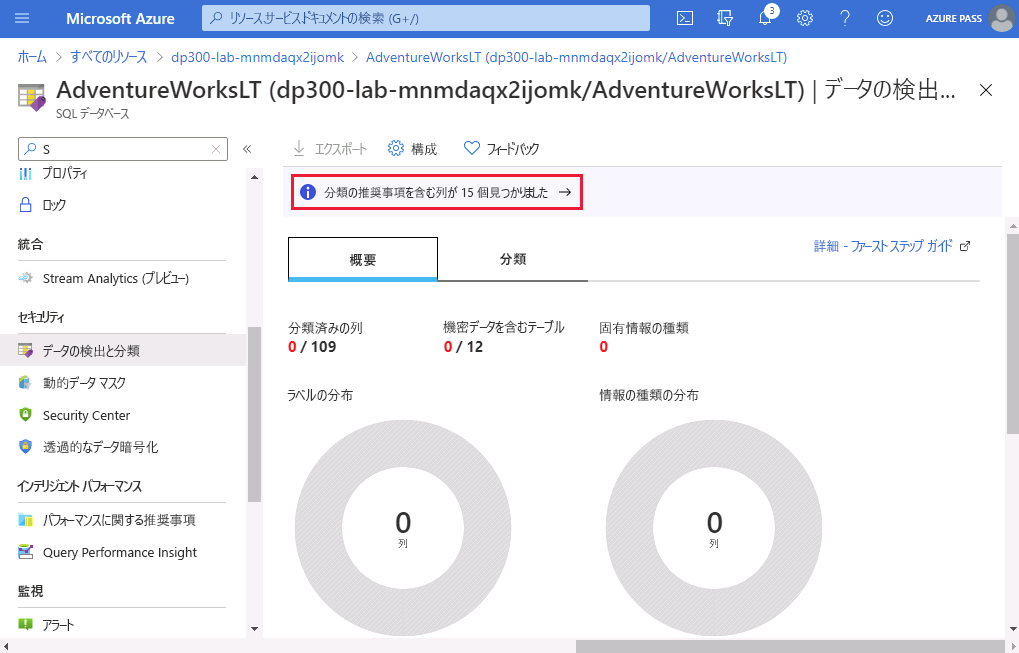 Microsoft Azure
リソース サービス ドキュメントの検索 (G+/)
3
AZURE PASS
ホーム > すべてのリソース > dp300-lab-mnmdaqx2ijomk > AdventureWorksLT (dp300-lab-mnmdaqx2ijomk/AdventureWorksLT)
AdventureWorksLT (dp300-lab-mnmdaqx2ijomk/AdventureWorksLT) | データの検出...
SQL データベース
S
エクスポート
構成
フィードバック
プロパティ
ロック
統合
Stream Analytics (プレビュー)
セキュリティ
データの検出と分類
動的データ マスク
Security Center
透過的なデータ暗号化
インテリジェント パフォーマンス
パフォーマンスに関する推奨事項
Query Performance Insight
監視
アラート
分類の推奨事項を含む列が 15 個見つかりました →
詳細 - ファースト ステップ ガイド
概要
分類
分類済みの列
0 / 109
機密データを含むテーブル
0 / 12
固有情報の種類
0
ラベルの分布
0
列
情報の種類の分布
0
列